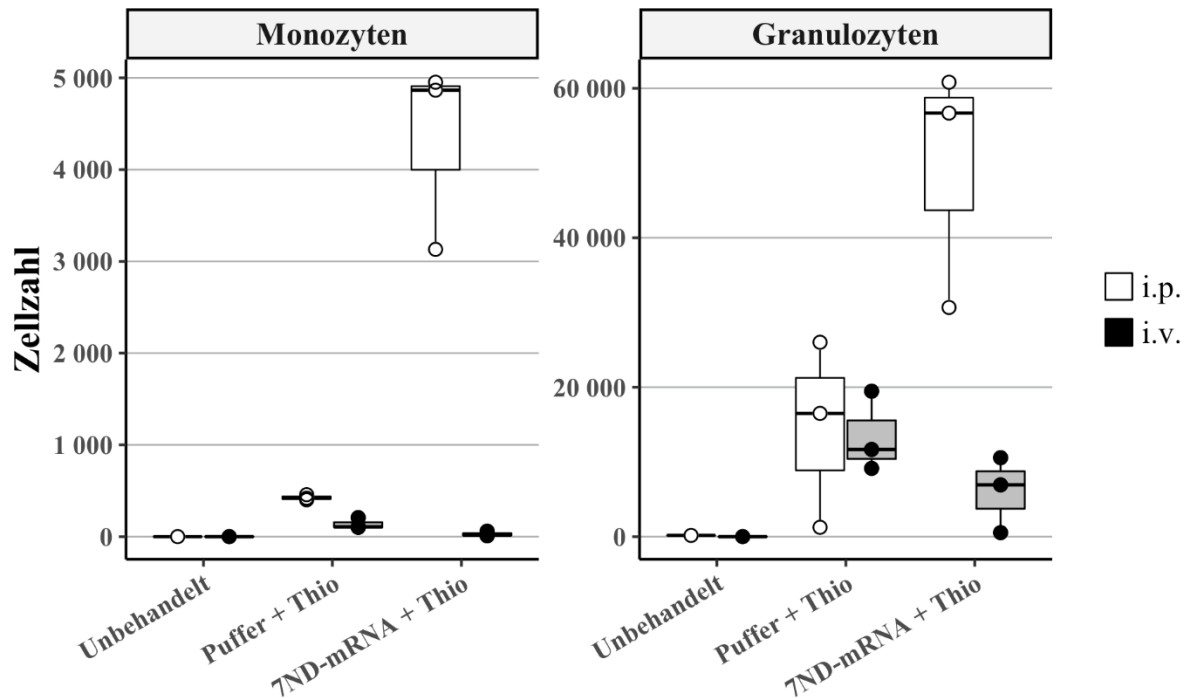 Monozyten
Granulozyten
Zellzahl
5 000
4 000
3 000
2 000
1 000
0
60 000
40 000
20 000
0
Unbehandelt
Puffer + Thio
7ND-mRNA + Thio
Unbehandelt
Puffer + Thio
7ND-mRNA + Thio
i.p.
i.v.